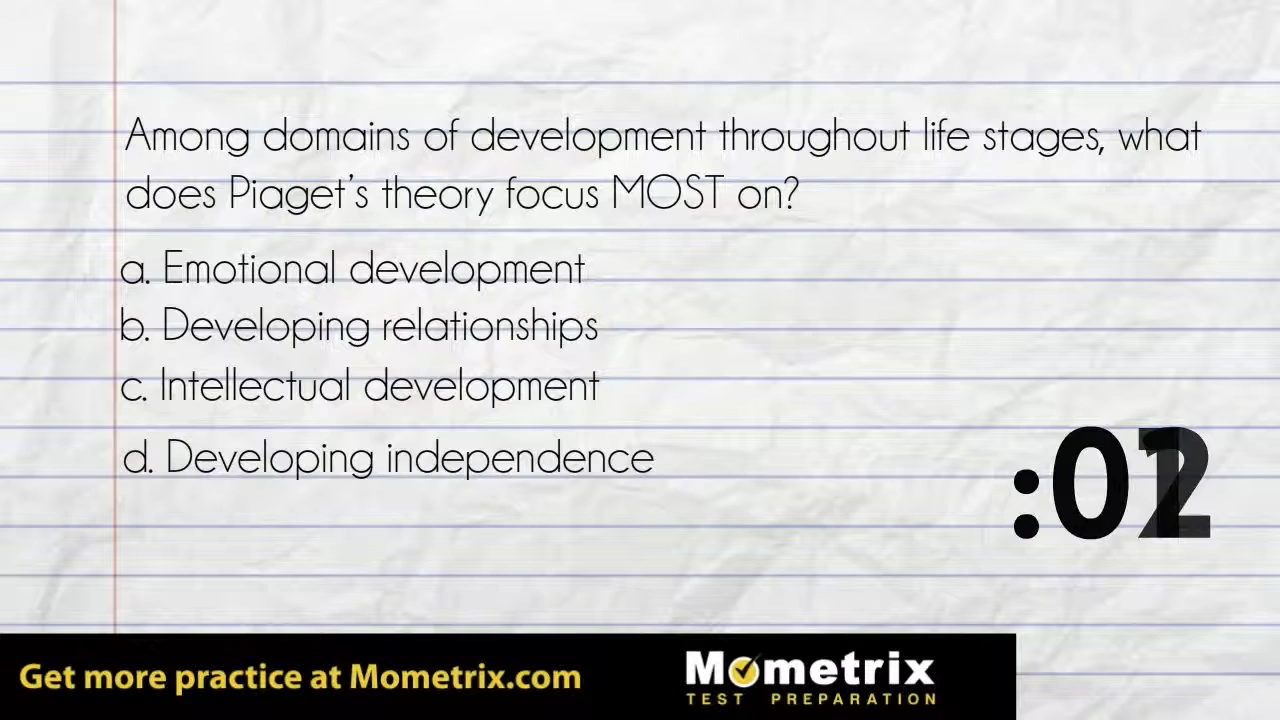 Among domains of development throughout life stages, what
does Piaget's theory focus MOST on?
a. Emotional development
b. Developing relationships
c. Intellectual development
d. Developing independence
Get more practice at Mometrix.com
Mometrix
TEST PREPARATION